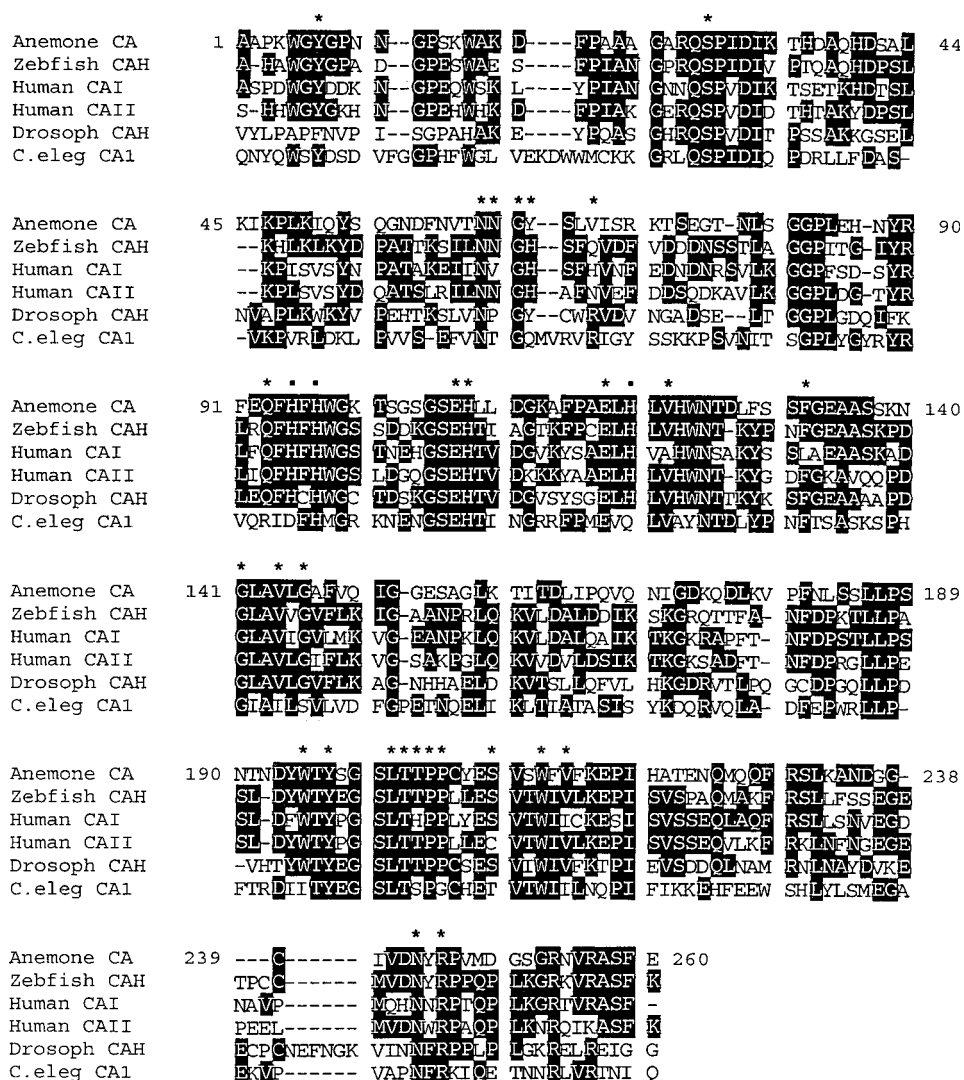 * *
Anemone CA 1 AAPKWGYGPN N--GPSKWAK D----FPAAA GARQSPIDIK THDAQHDSAL 44
Zebfish CAH A-HAWGYGPA D--GPESWAE S----FPIAN GPRQSPIDIV PTQAQHDPSL
Human CAI ASPDWGYDDK N--GPEQWSK L----YPIAN GNNQSPVDIK TSETKHDTSL
Human CAII S-HHWGYGKH N--GPEHWHK D----FPIAK GERQSPVDID THTAKYDPSL
Drosoph CAH VYLPAPFNVP I--SGPAHAK E----YPQAS GHRQSPVDIT PSSAKKGSEL
C.eleg CA1 QNYQWSYDSD VFGGPHFWGL VEKDWWMCKK GRLQSPIDIQ PDRLLFDAS-
** ** *
Anemone CA 45 KIKPLKIQYS QGNDFNVTNN GY--SLVISR KTSEGT-NLS GGPLEH-NYR 90
Zebfish CAH --KHLKLKYD PATTKSILNN GH--SFQVDF VDDDNSSTLA GGPITG-IYR
Human CAI --KPISVSYN PATAKEIINV GH--SFHVNF EDNDNRSVLK GGPFSD-SYR
Human CAII --KPLSVSYD QATSLRILNN GH--AFNVEF DDSQDKAVLK GGPLDG-TYR
Drosoph CAH NVAPLKWKYV PEHTKSLVNP GY--CWRVDV NGADSE--LT GGPLGDQIFK
C.eleg CA1 -VKPVRLDKL PVVS-EFVNT GQMVRVRIGY SSKKPSVNIT SGPLYGYRYR
* ▪ ▪ ** * ▪ * *
Anemone CA 91 FEQFHFHWGK TSGSGSEHLL DGKAFPAELH LVHWNTDLFS SFGEAASSKN 140
Zebfish CAH LRQFHFHWGS SDDKGSEHTI AGTKFPCELH LVHWNT-KYP NFGEAASKPD
Human CAI LFQFHFHWGS TNEHGSEHTV DGVKYSAELH VAHWNSAKYS SLAEAASKAD
Human CAII LIQFHFHWGS LDGQGSEHTV DKKKYAAELH LVHWNT-KYG DFGKAVQQPD
Drosoph CAH LEQFHCHWGC TDSKGSEHTV DGVSYSGELH LVHWNTTKYK SFGEAAAAPD
C.eleg CA1 VQRIDFHMGR KNENGSEHTI NGRRFPMEVQ LVAYNTDLYP NFTSASKSPH
* * *
Anemone CA 141 GLAVLGAFVQ IG-GESAGLK TITDLIPQVQ NIGDKQDLKV PFNLSSLLPS 189
Zebfish CAH GLAVVGVFLK IG-AANPRLQ KVLDALDDIK SKGRQTTFA- NFDPKTLLPA
Human CAI GLAVIGVLMK VG-EANPKLQ KVLDALQAIK TKGKRAPFT- NFDPSTLLPS
Human CAII GLAVLGIFLK VG-SAKPGLQ KVVDVLDSIK TKGKSADFT- NFDPRGLLPE
Drosoph CAH GLAVLGVFLK AG-NHHAELD KVTSLLQFVL HKGDRVTLPQ GCDPGQLLPD
C.eleg CA1 GIAILSVLVD FGPETNQELI KLTIATASIS YKDQRVQLA- DFEPWRLLP-
* * ***** * * *
Anemone CA 190 NTNDYWTYSG SLTTPPCYES VSWFVFKEPI HATENQMQQF RSLKANDGG- 238
Zebfish CAH SL-DYWTYEG SLTTPPLLES VTWIVLKEPI SVSPAQMAKF RSLLFSSEGE
Human CAI SL-DFWTYPG SLTHPPLYES VTWIICKESI SVSSEQLAQF RSLLSNVEGD
Human CAII SL-DYWTYPG SLTTPPLLEC VTWIVLKEPI SVSSEQVLKF RKLNFNGEGE
Drosoph CAH -VHTYWTYEG SLTTPPCSES VIWIVFKTPI EVSDDQLNAM RNLNAYDVKE
C.eleg CA1 FTRDIITYEG SLTSPGCHET VTWIILNQPI FIKKEHFEEW SHLYLSMEGA
* *
Anemone CA 239 ---C------ IVDNYRPVMD GSGRNVRASF E 260
Zebfish CAH TPCC------ MVDNYRPPQP LKGRKVRASF K
Human CAI NAVP------ MQHNNRPTQP LKGRTVRASF -
Human CAII PEEL------ MVDNWRPAQP LKNRQIKASF K
Drosoph CAH ECPCNEFNGK VINNFRPPLP LGKRELREIG G
C.eleg CA1 EKVP------ VAPNFRKIQE TNNRLVRTNI Q